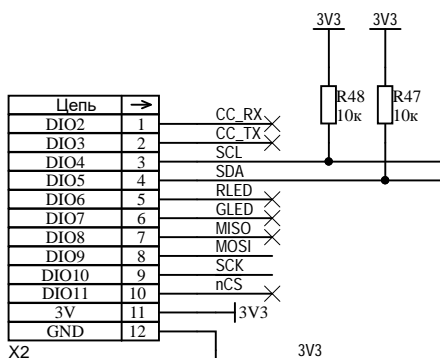 3V3 3V3
R48 R47
10к 10к
Цепь
DIO2 1 CC_RX
DIO3 2 CC_TX
DIO4 3 SCL
DIO5 4 SDA
DIO6 5 RLED
DIO7 6 GLED
DIO8 7 MISO
DIO9 8 MOSI
DIO10 9 SCK
DIO11 10 nCS
3V 11 3V3
GND 12
X2 3V3